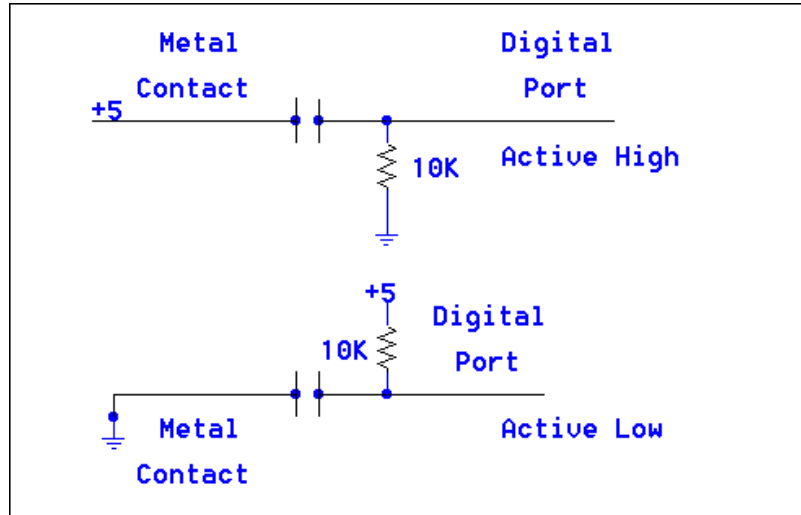 Metal
Contact
Digital
Port
+5
10K
Active High
+5
Digital
Port
10K
Metal
Contact
Active Low